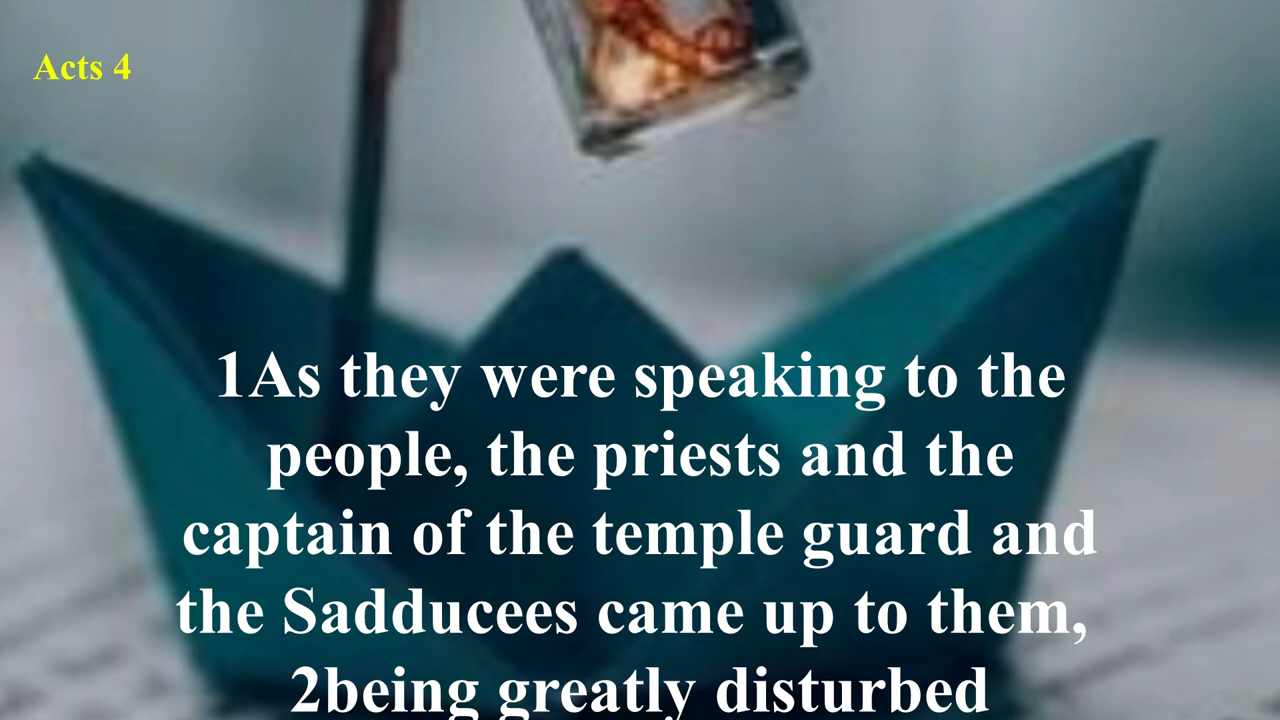 Acts 4
1As they were speaking to the
people, the priests and the
captain of the temple guard and
the Sadducees came up to them,
2being greatly disturbed